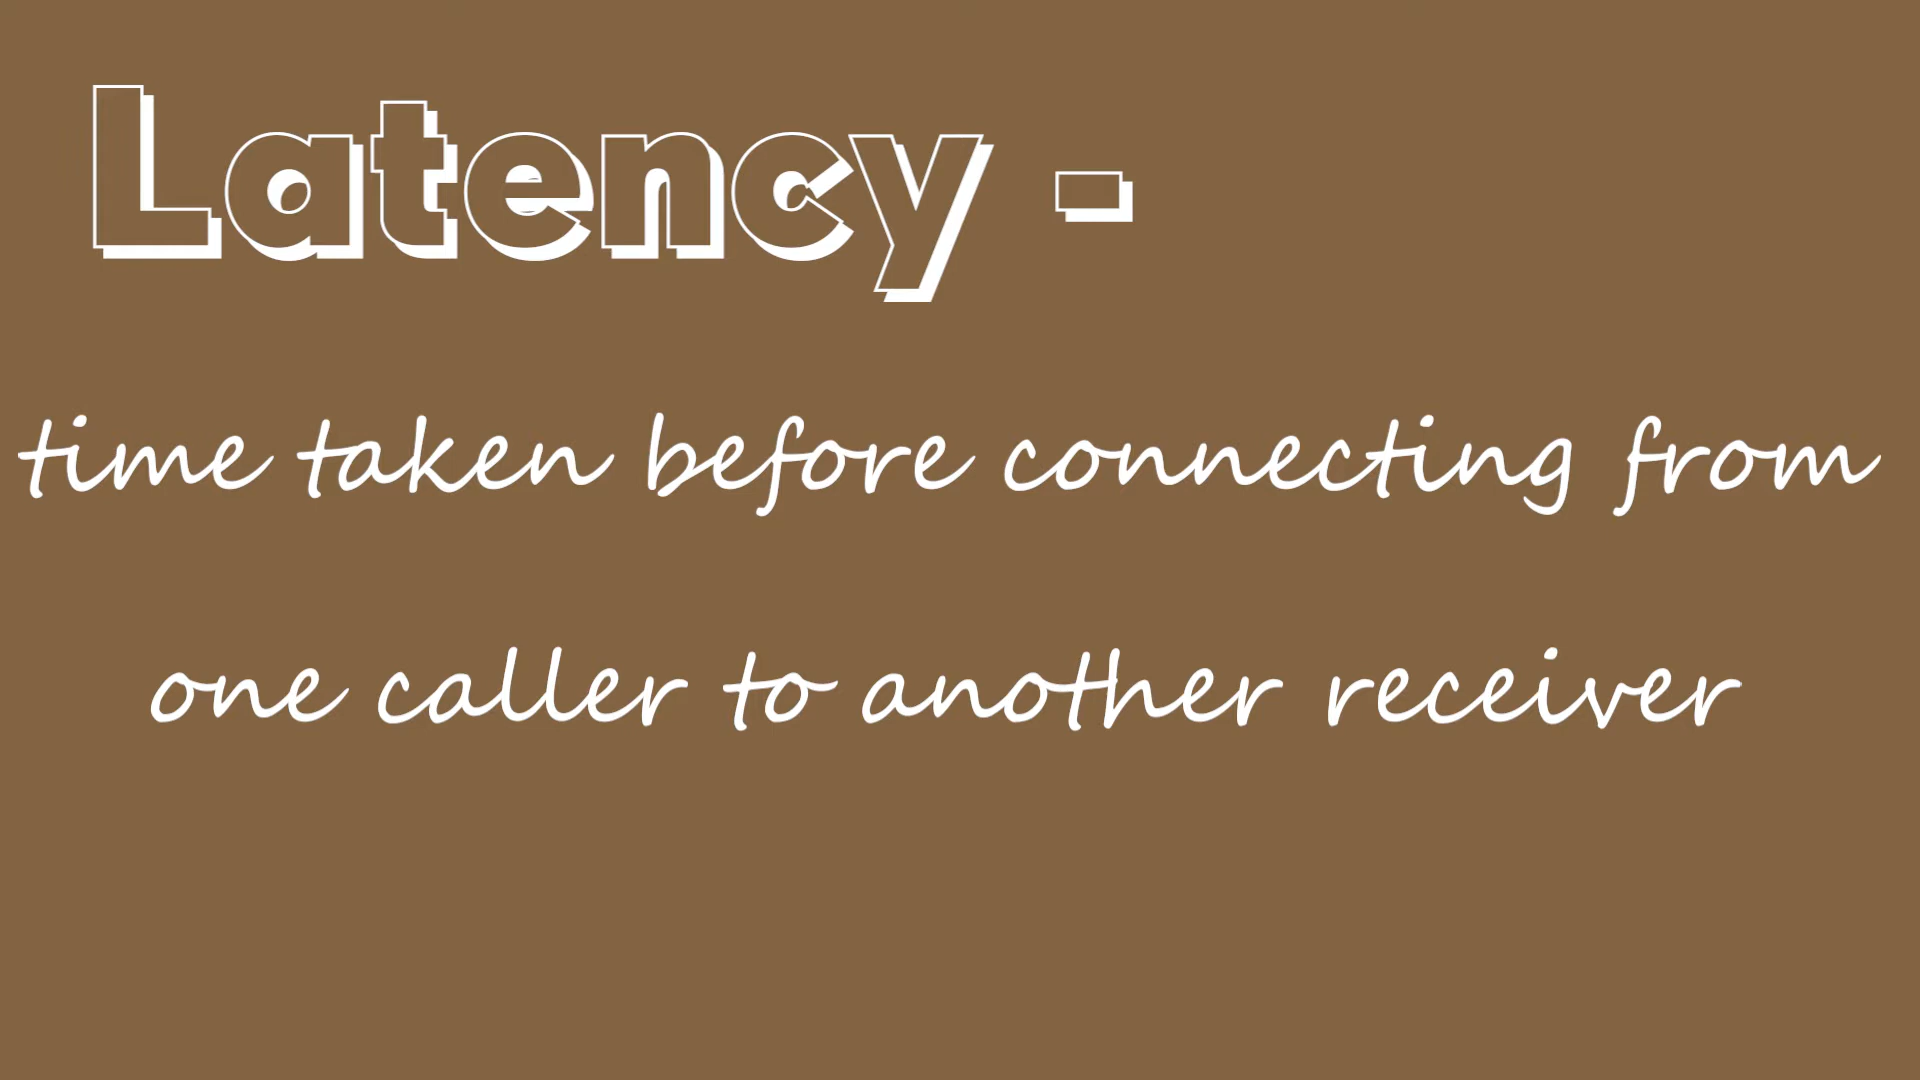 Latency -
time taken before connecting from
one caller to another receiver